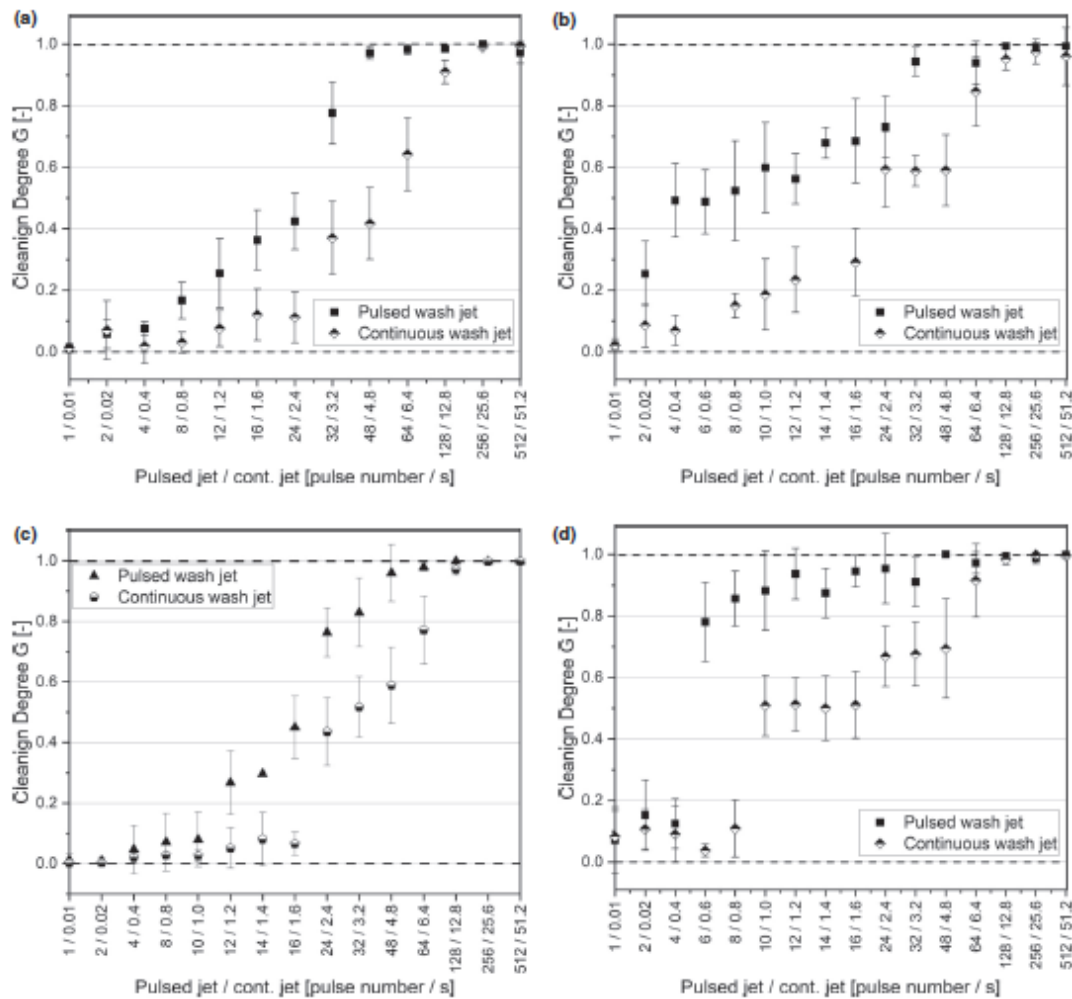 (a)
1.0
0.8
0.6
0.4
0.2
0.0
Cleanign Degree G [-]
Pulsed wash jet
Continuous wash jet
1 / 0.01
2 / 0.02
4 / 0.4
8 / 0.8
12 / 1.2
16 / 1.6
24 / 2.4
32 / 3.2
48 / 4.8
64 / 6.4
128 / 12.8
256 / 25.6
512 / 51.2
Pulsed jet / cont. jet [pulse number / s]
(b)
1.0
0.8
0.6
0.4
0.2
0.0
Cleanign Degree G [-]
Pulsed wash jet
Continuous wash jet
1 / 0.01
2 / 0.02
4 / 0.4
6 / 0.6
8 / 0.8
10 / 1.0
12 / 1.2
14 / 1.4
16 / 1.6
24 / 2.4
32 / 3.2
48 / 4.8
64 / 6.4
128 / 12.8
256 / 25.6
512 / 51.2
Pulsed jet / cont. jet [pulse number / s]
(c)
1.0
0.8
0.6
0.4
0.2
0.0
Cleanign Degree G [-]
Pulsed wash jet
Continuous wash jet
1 / 0.01
2 / 0.02
4 / 0.4
8 / 0.8
10 / 1.0
12 / 1.2
14 / 1.4
16 / 1.6
24 / 2.4
32 / 3.2
48 / 4.8
64 / 6.4
128 / 12.8
256 / 25.6
512 / 51.2
Pulsed jet / cont. jet [pulse number / s]
(d)
1.0
0.8
0.6
0.4
0.2
0.0
Cleanign Degree G [-]
Pulsed wash jet
Continuous wash jet
1 / 0.01
2 / 0.02
4 / 0.4
6 / 0.6
8 / 0.8
10 / 1.0
12 / 1.2
14 / 1.4
16 / 1.6
24 / 2.4
32 / 3.2
48 / 4.8
64 / 6.4
128 / 12.8
256 / 25.6
512 / 51.2
Pulsed jet / cont. jet [pulse number / s]